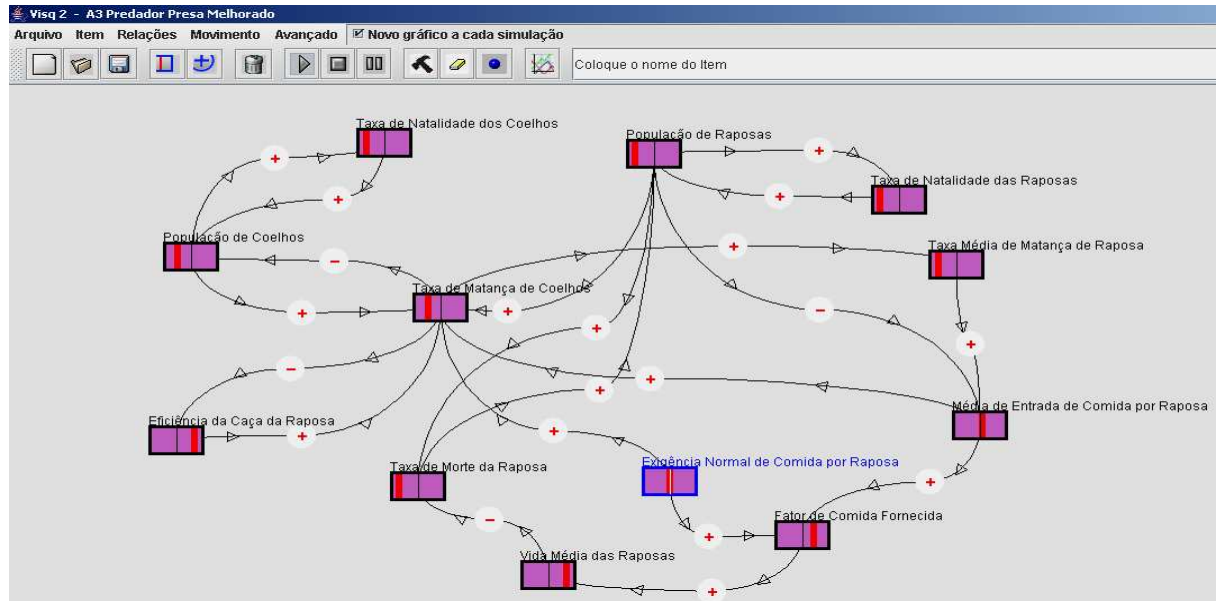 Visq 2 - A3 Predador Presa Melhorado
Arquivo Item Relações Movimento Avançado Novo gráfico a cada simulação
Coloque o nome do Item
Taxa de Natalidade dos Coelhos
População de Raposas
+
+
+
+
Taxa de Natalidade das Raposas
População de Coelhos
−
+
Taxa Média de Matança de Raposa
Taxa de Matança de Coelhos
+
+
−
+
+
−
+
+
Média de Entrada de Comida por Raposa
Eficiência da Caça da Raposa
+
+
Taxa de Morte da Raposa
Exigência Normal de Comida por Raposa
+
Fator de Comida Fornecida
−
+
Vida Média das Raposas
+